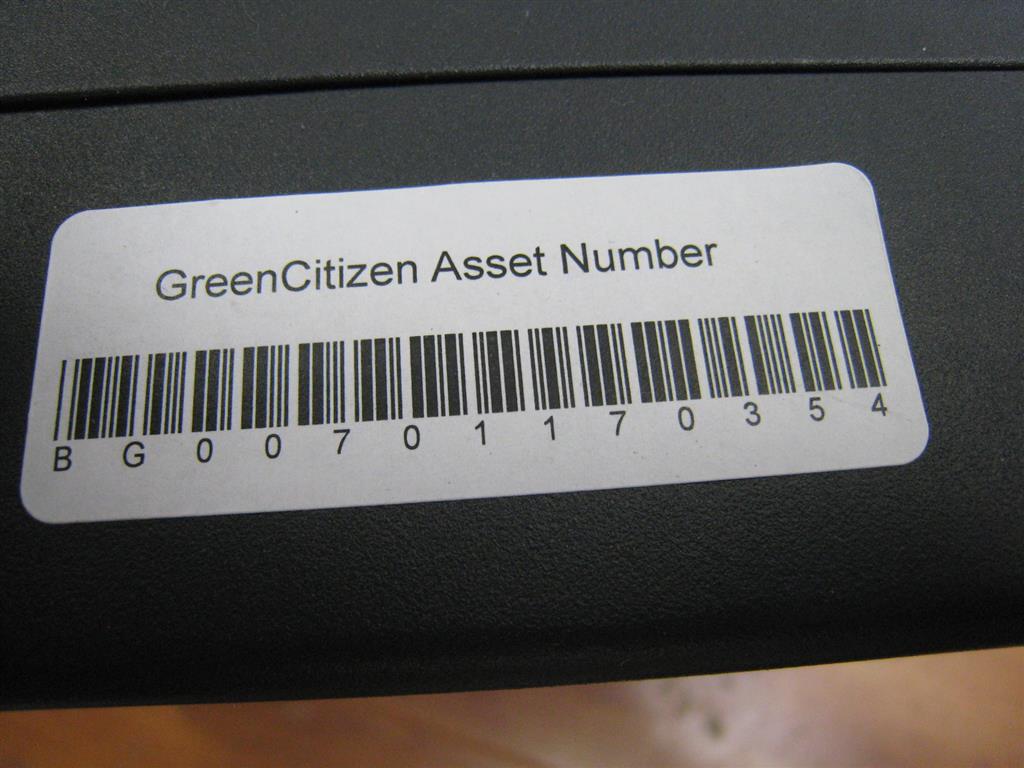 GreenCitizen Asset Number
B G 0 0 7 0 1 1 7 0 3 5 4